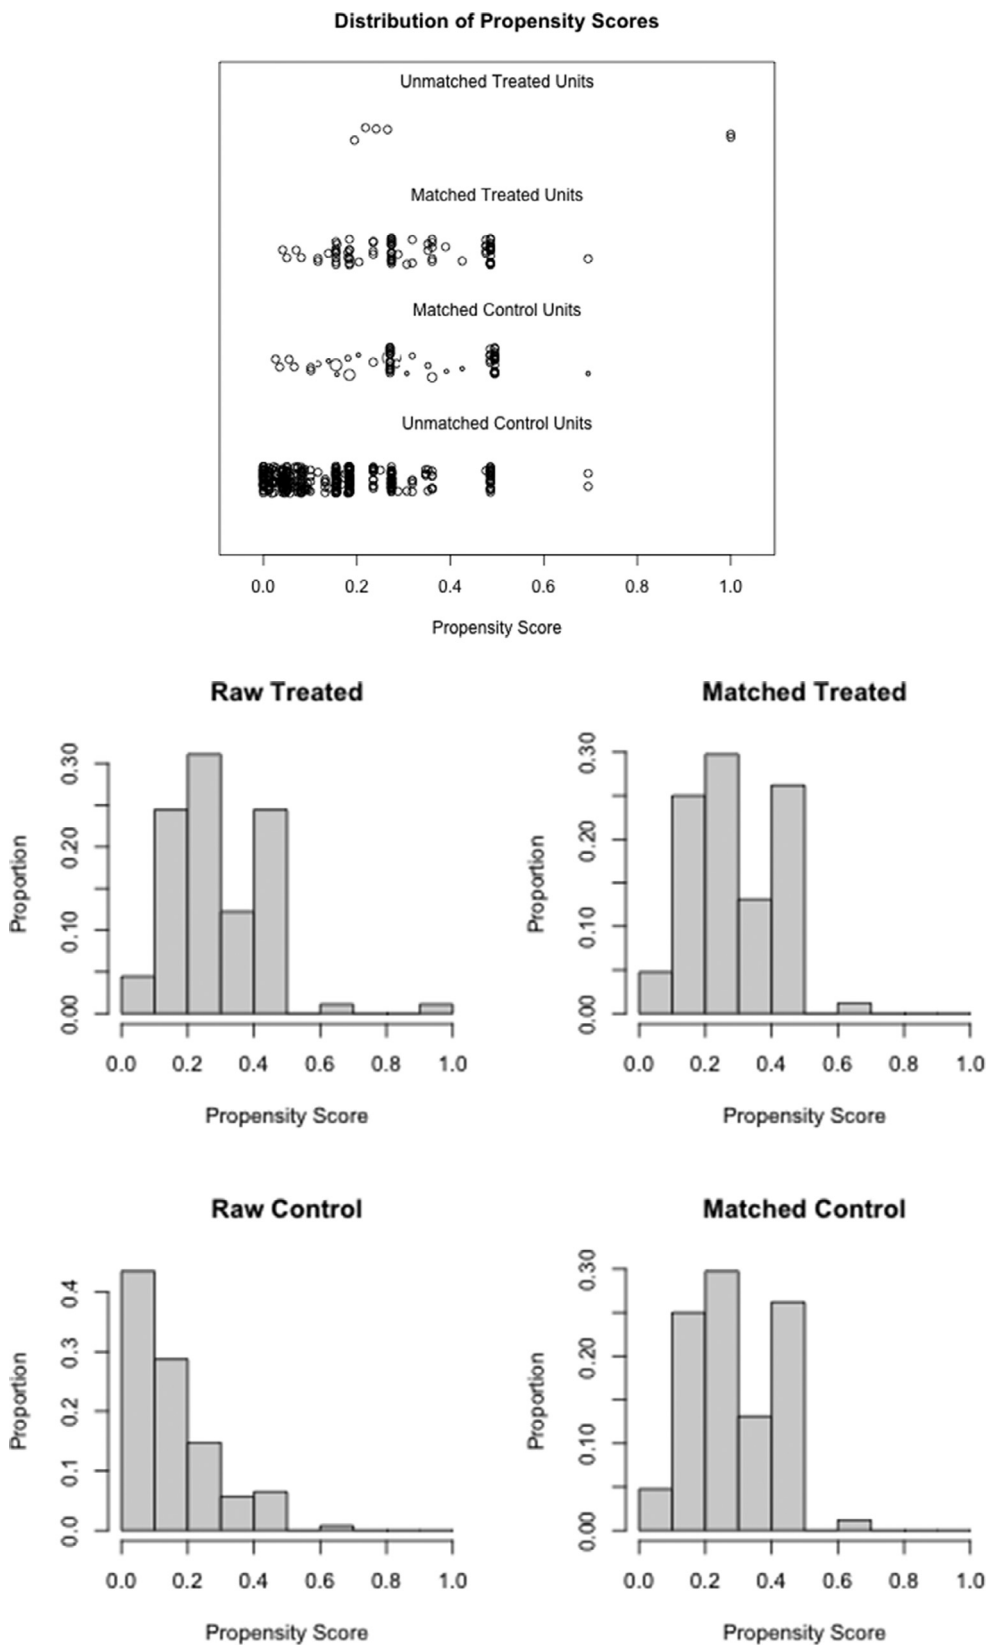 Distribution of Propensity Scores
Unmatched Treated Units
Matched Treated Units
Matched Control Units
Unmatched Control Units
0.0 0.2 0.4 0.6 0.8 1.0
Propensity Score
Raw Treated
Proportion
0.30
0.20
0.10
0.00
0.0 0.2 0.4 0.6 0.8 1.0
Propensity Score
Matched Treated
Proportion
0.30
0.20
0.10
0.00
0.0 0.2 0.4 0.6 0.8 1.0
Propensity Score
Raw Control
Proportion
0.4
0.3
0.2
0.1
0.0
0.0 0.2 0.4 0.6 0.8 1.0
Propensity Score
Matched Control
Proportion
0.30
0.20
0.10
0.00
0.0 0.2 0.4 0.6 0.8 1.0
Propensity Score